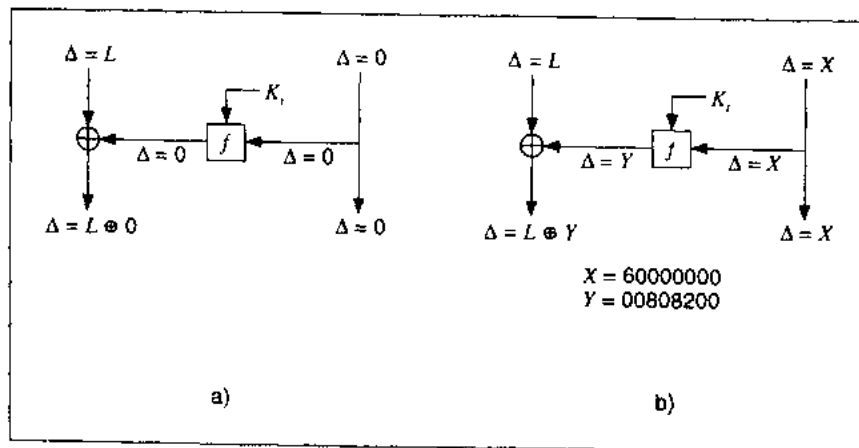 Δ = L
Δ = 0
K_i
f
Δ = 0
Δ = 0
Δ = L ⊕ 0
Δ = 0
a)
Δ = L
Δ = X
K_i
f
Δ = Y
Δ = X
Δ = L ⊕ Y
Δ = X
X = 60000000
Y = 00808200
b)